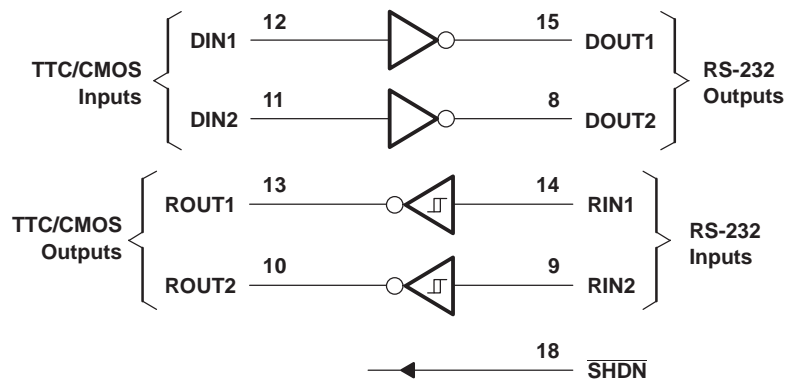 12 15
DIN1 DOUT1
TTC/CMOS
Inputs
RS-232
Outputs
11 8
DIN2 DOUT2
13 14
ROUT1 RIN1
TTC/CMOS
Outputs
RS-232
Inputs
10 9
ROUT2 RIN2
18
SHDN